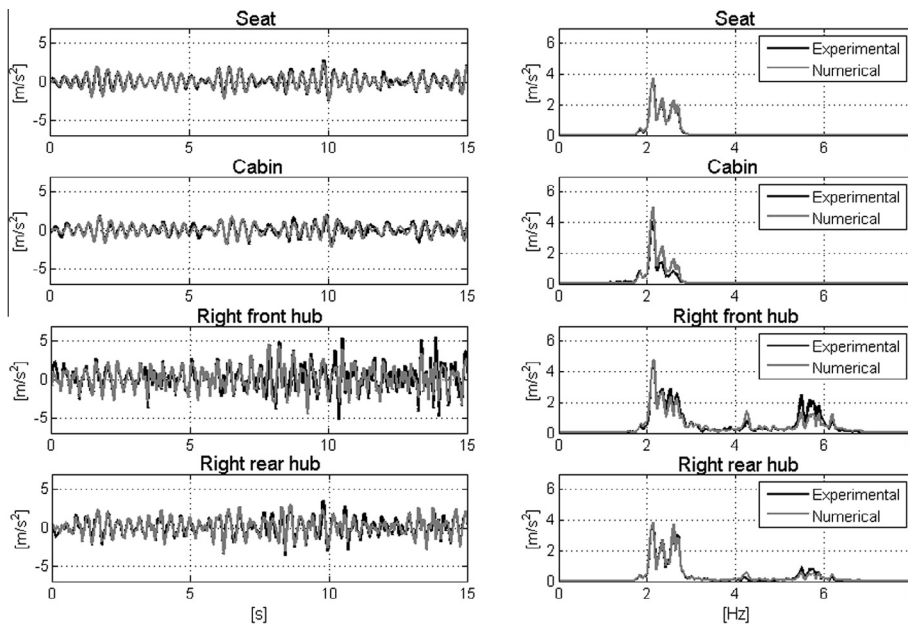 Seat
[m/s²]
5
0
-5
0 5 10 15
Seat
[m/s²]
6
4
2
0
0 2 4 6
Experimental
Numerical
Cabin
[m/s²]
5
0
-5
0 5 10 15
Cabin
[m/s²]
6
4
2
0
0 2 4 6
Experimental
Numerical
Right front hub
[m/s²]
5
0
-5
0 5 10 15
Right front hub
[m/s²]
6
4
2
0
0 2 4 6
Experimental
Numerical
Right rear hub
[m/s²]
5
0
-5
0 5 10 15
[s]
Right rear hub
[m/s²]
6
4
2
0
0 2 4 6
[Hz]
Experimental
Numerical